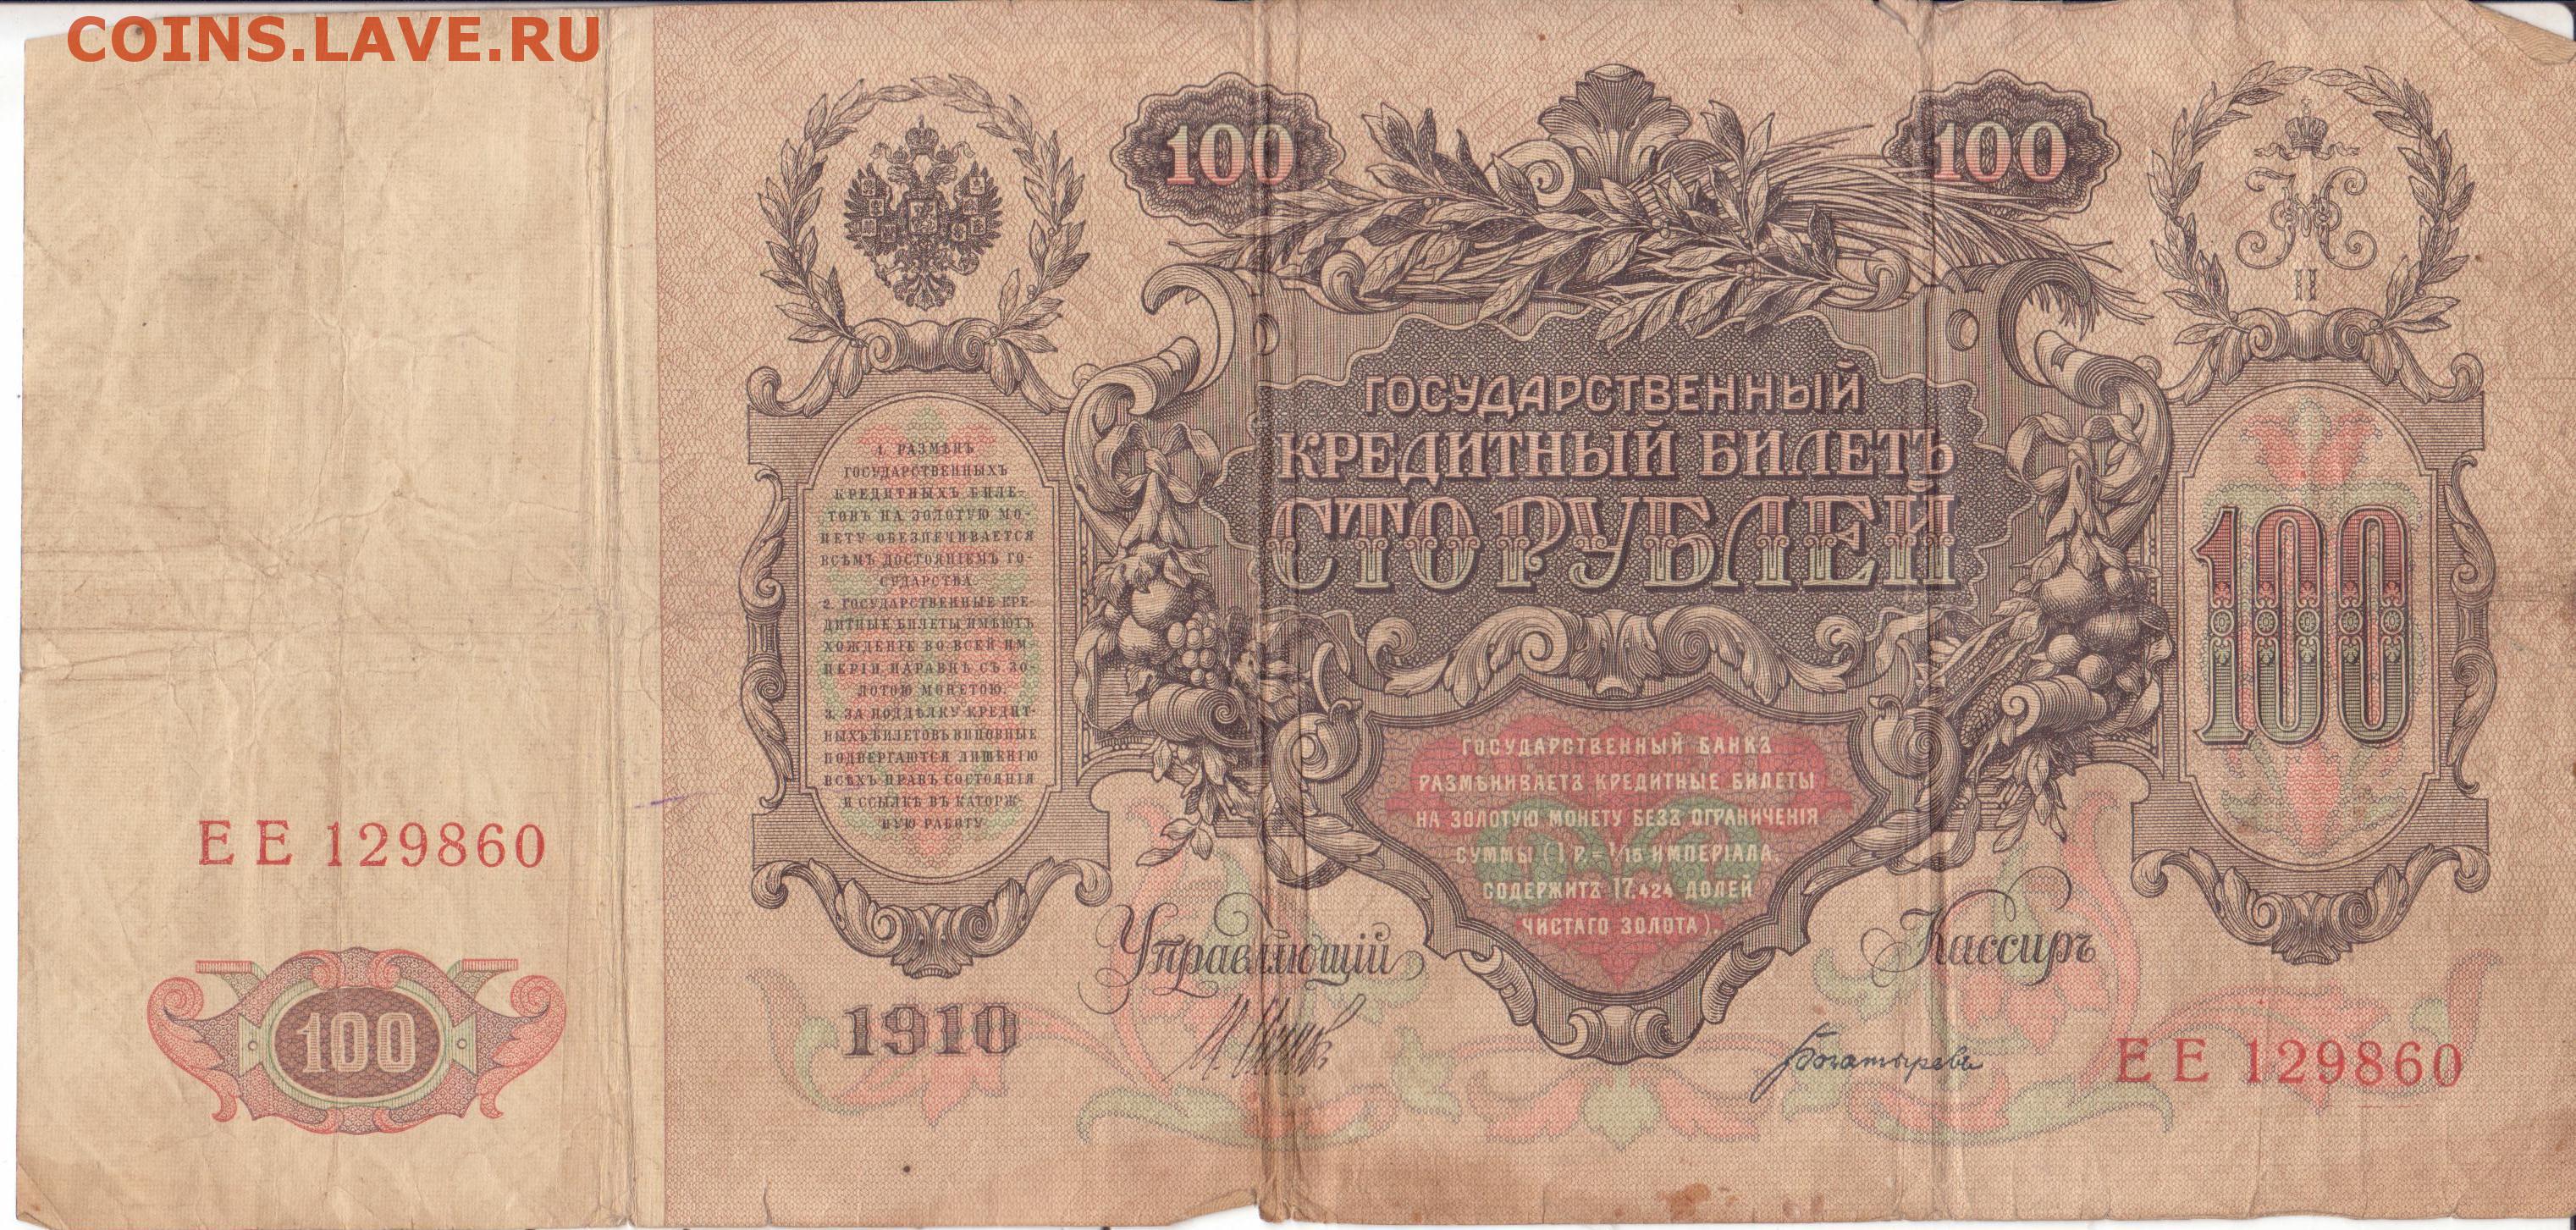 COINS.LAVE.RU
100
100
II
ГОСУДАРСТВЕННЫЙ
КРЕДИТНЫЙ БИЛЕТЪ
СТО РУБЛЕЙ
1. РАЗМѢНЪ
ГОСУДАРСТВЕННЫХЪ
КРЕДИТНЫХЪ БИЛЕ-
ТОВЪ НА ЗОЛОТУЮ МО-
НЕТУ ОБЕЗПЕЧИВАЕТСЯ
ВСѢМЪ ДОСТОЯНІЕМЪ ГО-
СУДАРСТВА.
2. ГОСУДАРСТВЕННЫЕ КРЕ-
ДИТНЫЕ БИЛЕТЫ ИМѢЮТЪ
ХОЖДЕНІЕ ВО ВСЕЙ ИМ-
ПЕРІИ НАРАВНѢ СЪ ЗО-
ЛОТОЮ МОНЕТОЮ.
3. ЗА ПОДДѢЛКУ КРЕДИТ-
НЫХЪ БИЛЕТОВЪ ВИНОВНЫЕ
ПОДВЕРГАЮТСЯ ЛИШЕНІЮ
ВСѢХЪ ПРАВЪ СОСТОЯНІЯ
И ССЫЛКѢ ВЪ КАТОРЖ-
НУЮ РАБОТУ
100
ГОСУДАРСТВЕННЫЙ БАНКЪ
РАЗМѢНИВАЕТЪ КРЕДИТНЫЕ БИЛЕТЫ
НА ЗОЛОТУЮ МОНЕТУ БЕЗЪ ОГРАНИЧЕНІЯ
СУММЫ (1 Р.= 1/15 ИМПЕРІАЛА,
СОДЕРЖИТЪ 17,424 ДОЛЕЙ
ЧИСТАГО ЗОЛОТА).
ЕЕ 129860
100
1910
Управляющій
Кассиръ
Богатыревъ
ЕЕ 129860